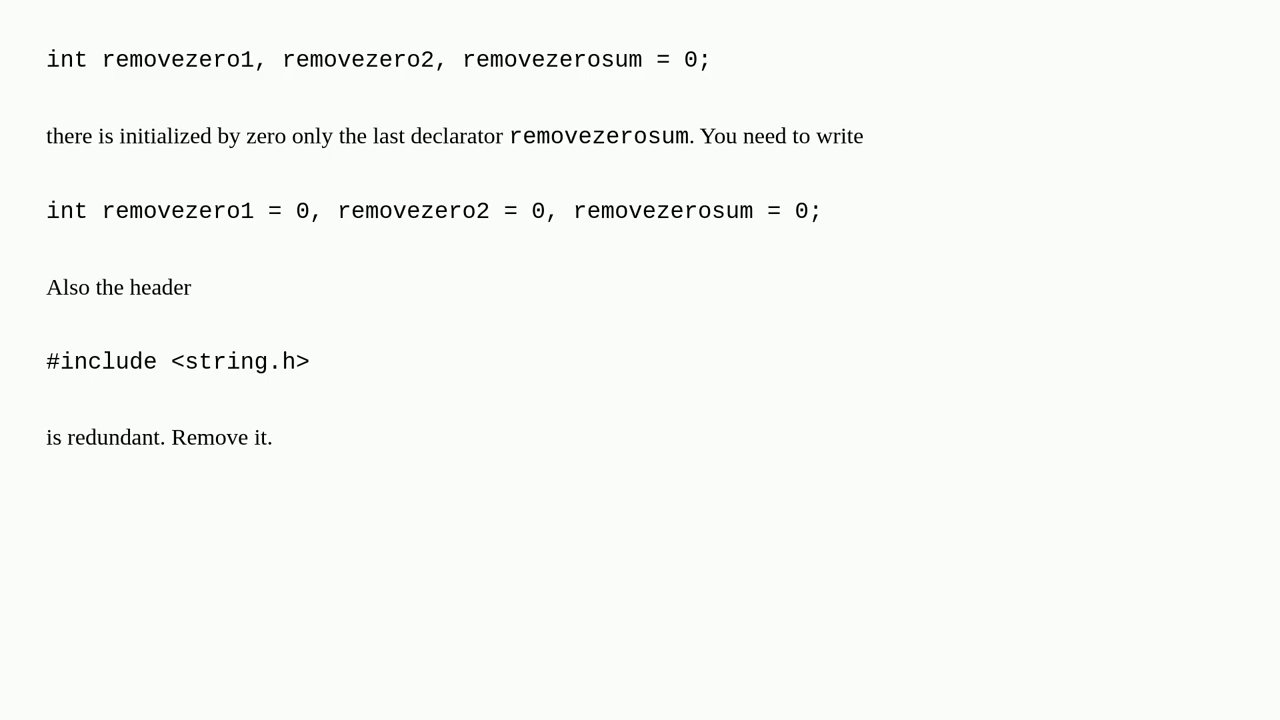 int removezero1, removezero2, removezerosum = 0;
there is initialized by zero only the last declarator removezerosum. You need to write
int removezero1 = 0, removezero2 = 0, removezerosum = 0;
Also the header
#include <string.h>
is redundant. Remove it.